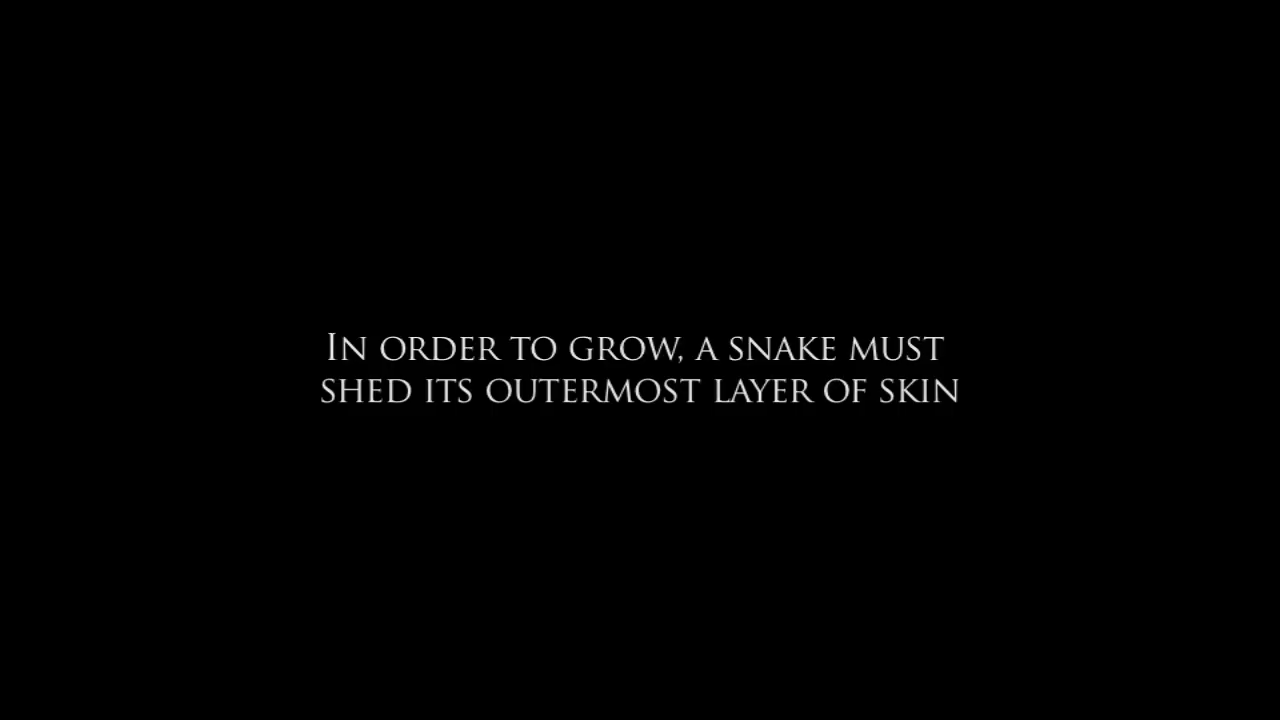 In order to grow, a snake must
shed its outermost layer of skin